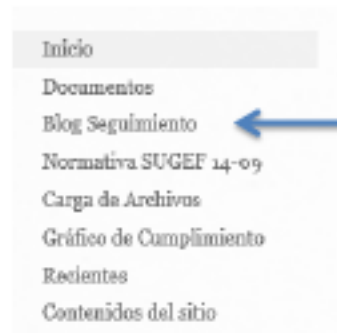 Inicio
Documentos
Blog Seguimiento
Normativa SUGEF 14-09
Carga de Archivos
Gráfico de Cumplimiento
Recientes
Contenidos del sitio